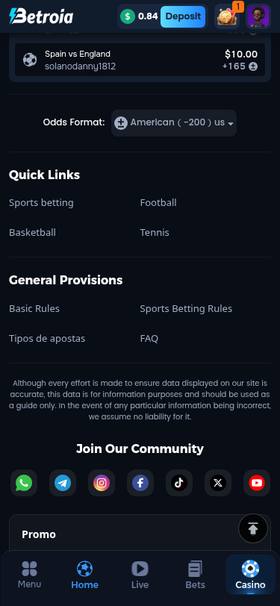 Betroia
$ 0.84 Deposit
1
Spain vs England
$10.00
solanodanny1812
+165
Odds Format:
American ( -200 ) us
Quick Links
Sports betting
Football
Basketball
Tennis
General Provisions
Basic Rules
Sports Betting Rules
Tipos de apostas
FAQ
Although every effort is made to ensure data displayed on our site is
accurate, this data is for information purposes and should be used as
a guide only. In the event of any particular information being incorrect,
we assume no liability for it.
Join Our Community
Promo
Menu
Home
Live
Bets
Casino